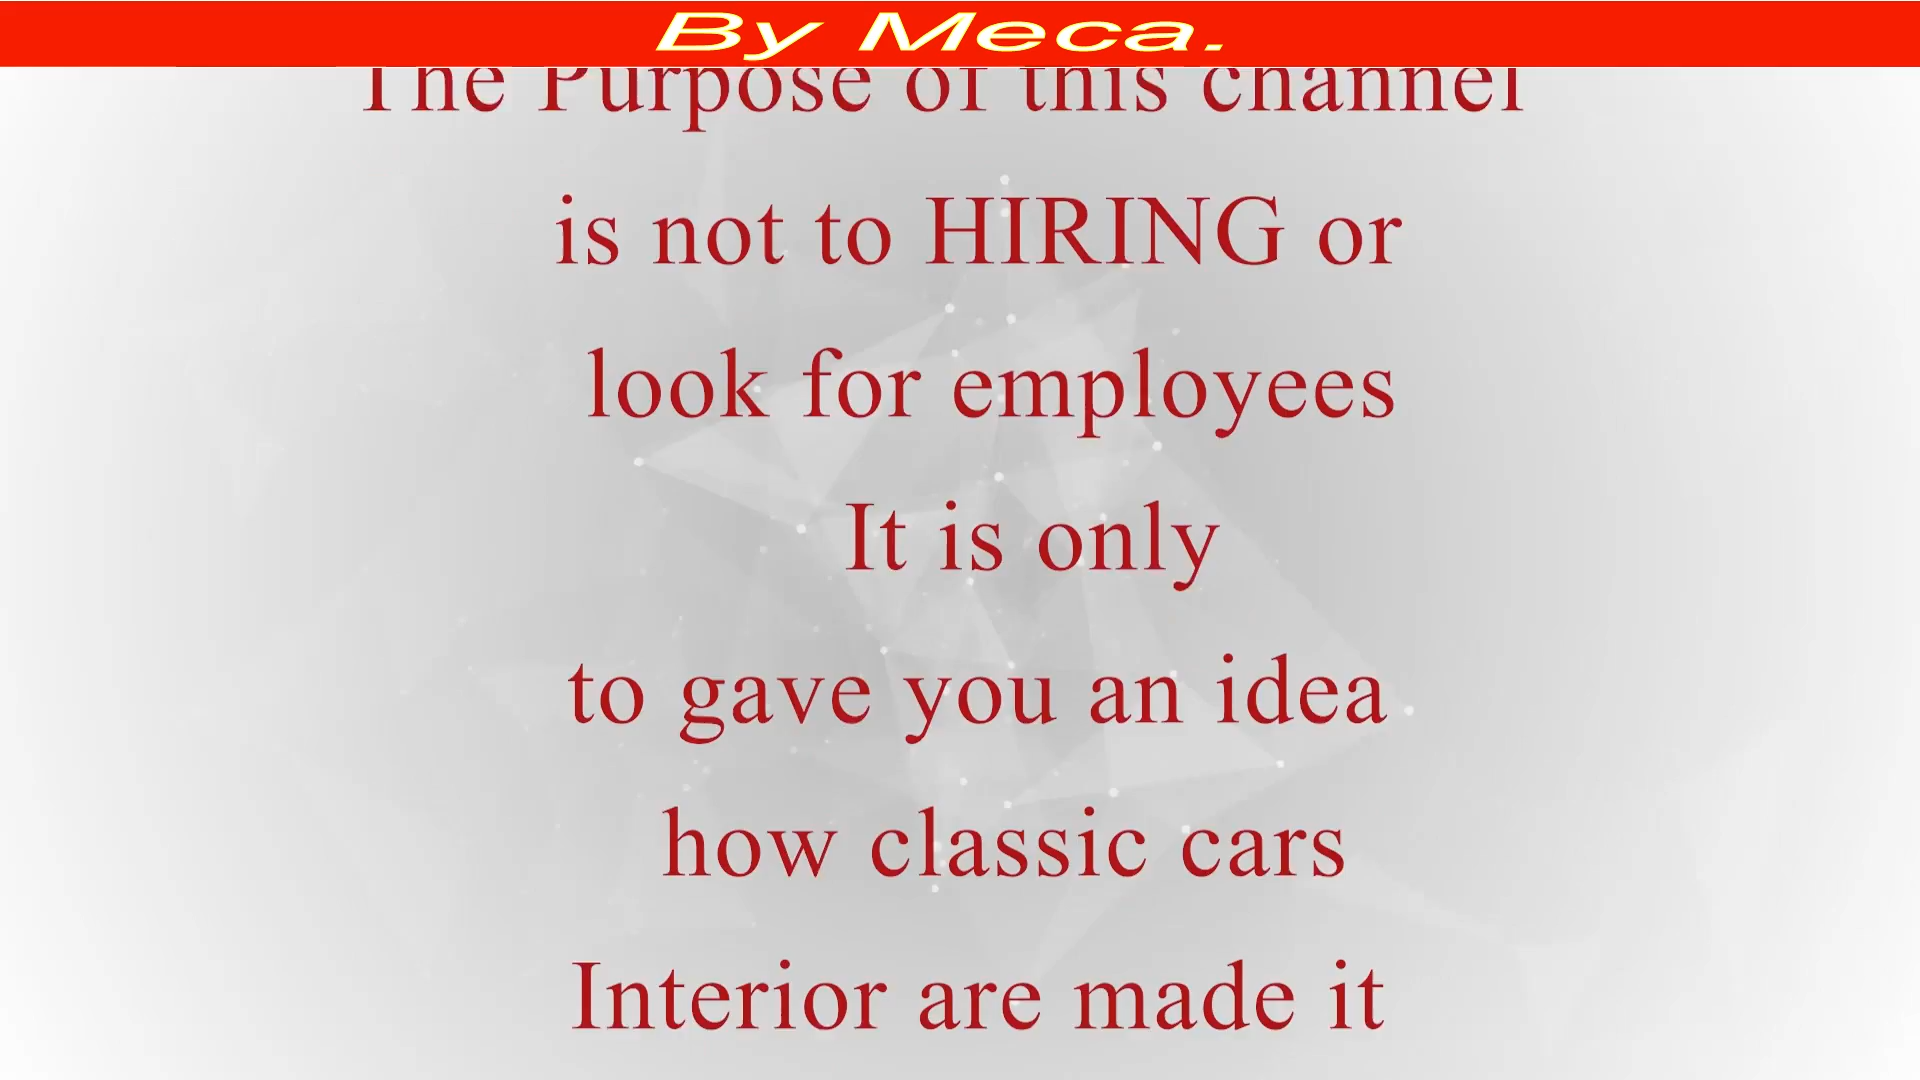 By Meca.
The Purpose of this channel
is not to HIRING or
look for employees
It is only
to gave you an idea
how classic cars
Interior are made it